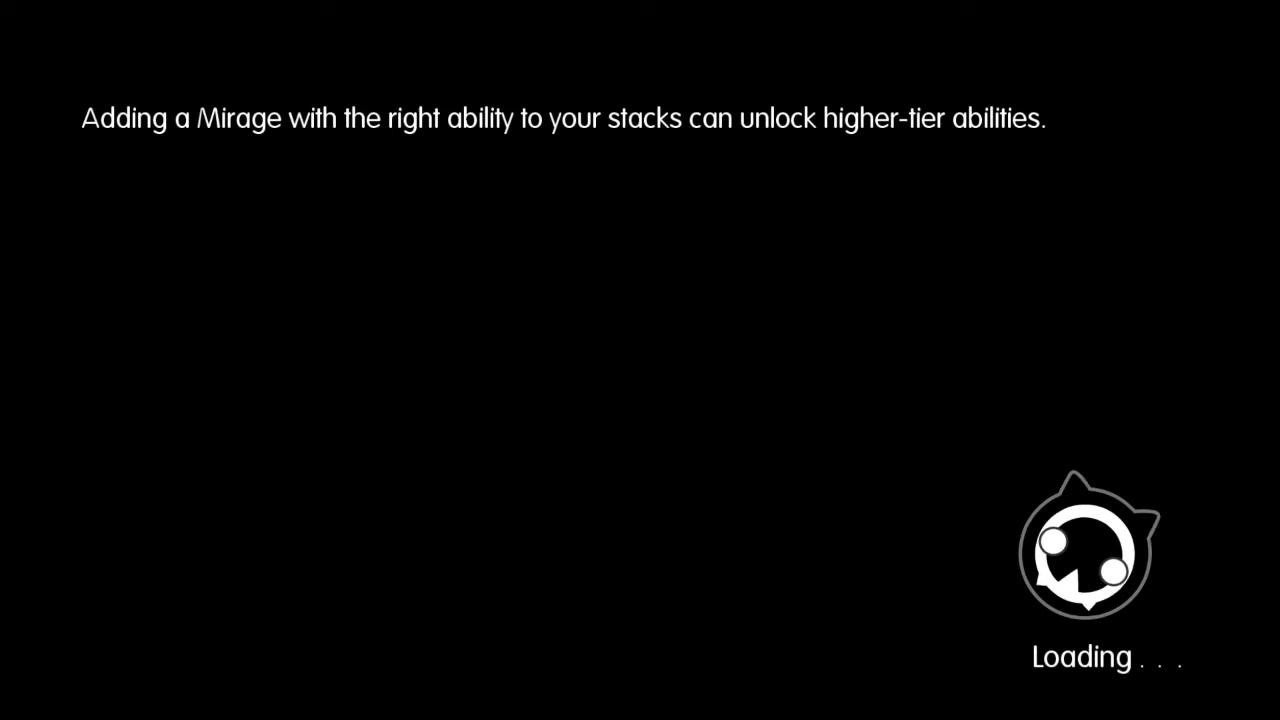 Adding a Mirage with the right ability to your stacks can unlock higher-tier abilities.
Loading . . .